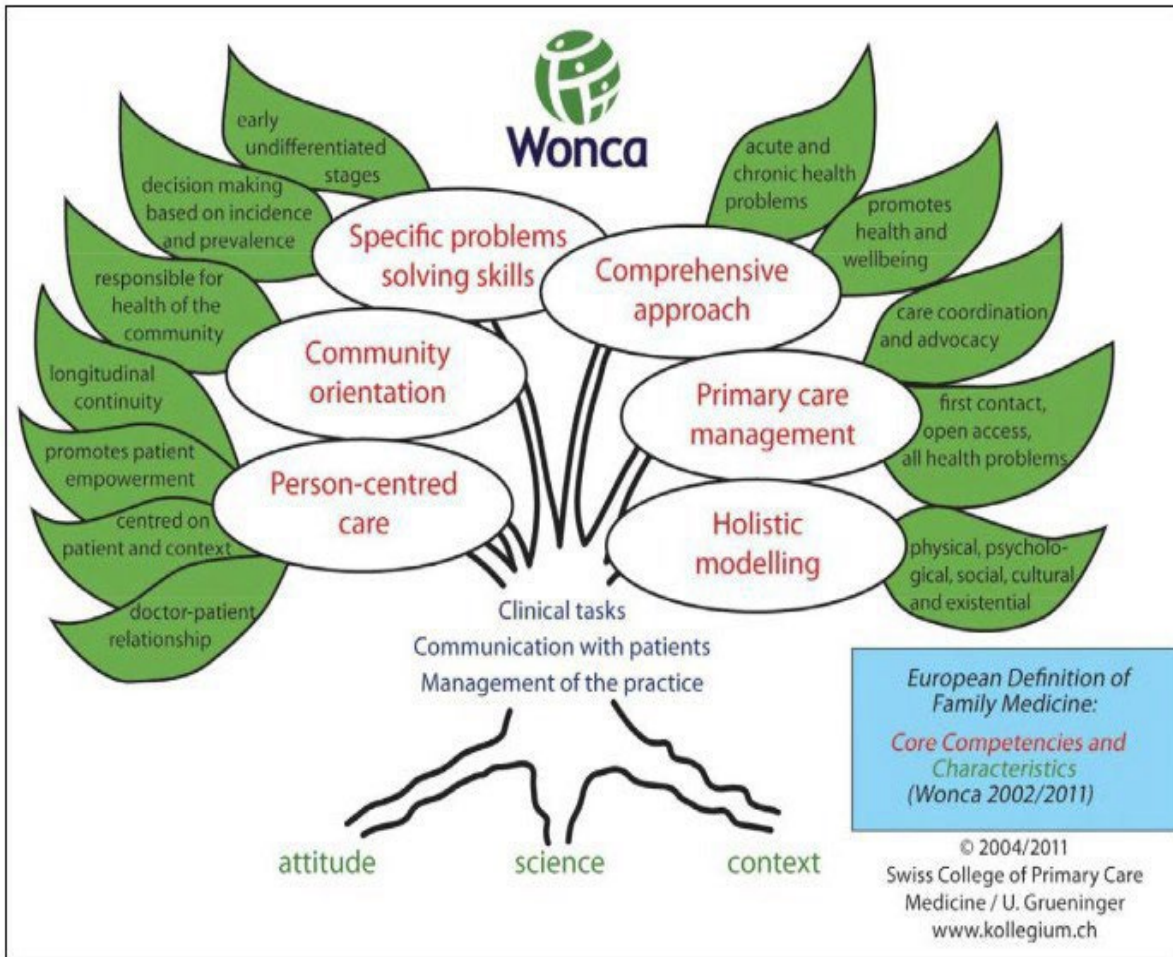 Wonca
early
undifferentiated
stages
decision making
based on incidence
and prevalence
responsible for
health of the
community
longitudinal
continuity
promotes patient
empowerment
centred on
patient and context
doctor-patient
relationship
Specific problems
solving skills
Community
orientation
Person-centred
care
Comprehensive
approach
Primary care
management
Holistic
modelling
acute and
chronic health
problems
promotes
health and
wellbeing
care coordination
and advocacy
first contact,
open access,
all health problems
physical, psycholo-
gical, social, cultural
and existential
Clinical tasks
Communication with patients
Management of the practice
attitude
science
context
European Definition of
Family Medicine:
Core Competencies and
Characteristics
(Wonca 2002/2011)
© 2004/2011
Swiss College of Primary Care
Medicine / U. Grueninger
www.kollegium.ch